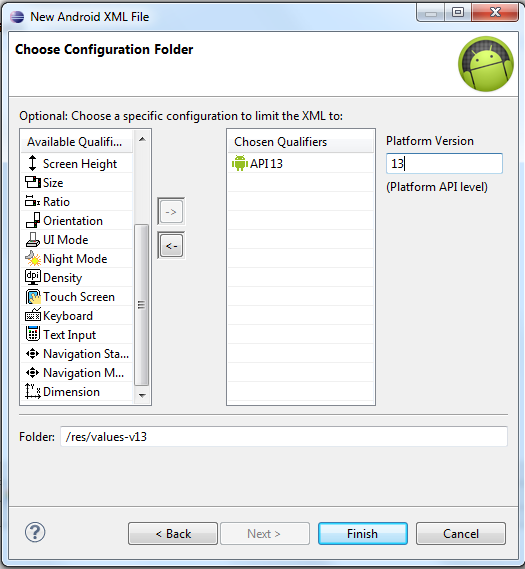 New Android XML File
Choose Configuration Folder
Optional: Choose a specific configuration to limit the XML to:
Available Qualifi...
Screen Height
Size
Ratio
Orientation
UI Mode
Night Mode
dpi Density
Touch Screen
Keyboard
Text Input
Navigation Sta...
Navigation M...
Y X Dimension
->
<-
Chosen Qualifiers
API 13
Platform Version
13
(Platform API level)
Folder: /res/values-v13
?
< Back
Next >
Finish
Cancel